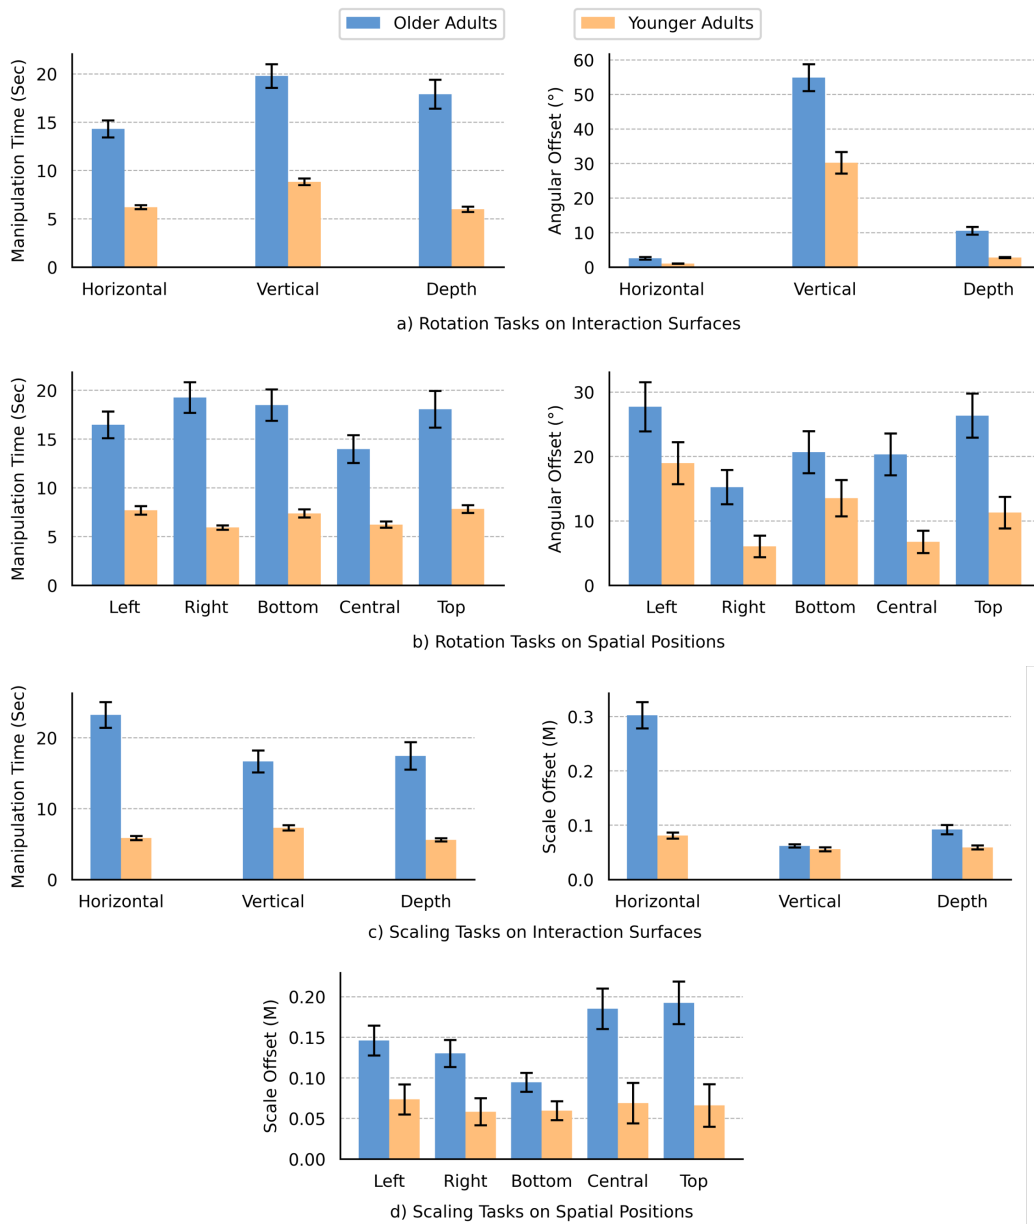 Older Adults Younger Adults
Manipulation Time (Sec)
20
15
10
5
0
Horizontal Vertical Depth
Angular Offset (°)
60
50
40
30
20
10
0
Horizontal Vertical Depth
a) Rotation Tasks on Interaction Surfaces
Manipulation Time (Sec)
20
15
10
5
0
Left Right Bottom Central Top
Angular Offset (°)
30
20
10
0
Left Right Bottom Central Top
b) Rotation Tasks on Spatial Positions
Manipulation Time (Sec)
20
10
0
Horizontal Vertical Depth
Scale Offset (M)
0.3
0.2
0.1
0.0
Horizontal Vertical Depth
c) Scaling Tasks on Interaction Surfaces
Scale Offset (M)
0.20
0.15
0.10
0.05
0.00
Left Right Bottom Central Top
d) Scaling Tasks on Spatial Positions